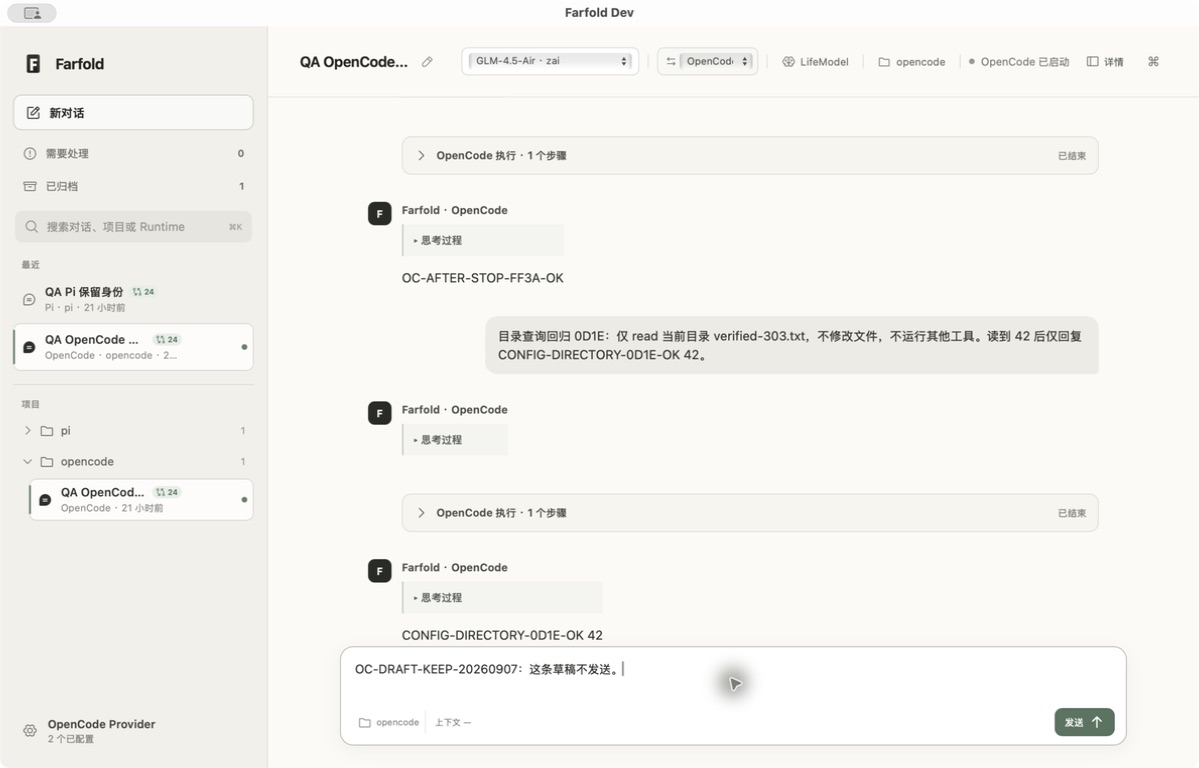 Farfold Dev
Farfold
新对话
需要处理 0
已归档 1
搜索对话、项目或 Runtime ⌘K
最近
QA Pi 保留身份 24
Pi · pi · 21 小时前
QA OpenCode ... 24
OpenCode · opencode · 2...
项目
pi 1
opencode 1
QA OpenCod... 24
OpenCode · 21 小时前
OpenCode Provider
2 个已配置
QA OpenCode... GLM-4.5-Air · zai OpenCod LifeModel opencode OpenCode 已启动 详情 ⌘
OpenCode 执行 · 1 个步骤 已结束
F Farfold · OpenCode
思考过程
OC-AFTER-STOP-FF3A-OK
目录查询回归 0D1E：仅 read 当前目录 verified-303.txt，不修改文件，不运行其他工具。读到 42 后仅回复
CONFIG-DIRECTORY-0D1E-OK 42。
F Farfold · OpenCode
思考过程
OpenCode 执行 · 1 个步骤 已结束
F Farfold · OpenCode
思考过程
CONFIG-DIRECTORY-0D1E-OK 42
OC-DRAFT-KEEP-20260907：这条草稿不发送。
opencode 上下文 —
发送